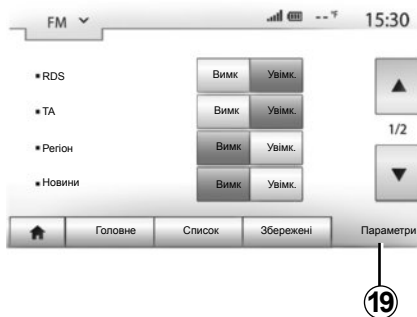 FM -- °F 15:30
RDS Вимк Увімк.
TA Вимк Увімк.
1/2
Регіон Вимк Увімк.
Новини Вимк Увімк.
Головне Список Збережені Параметри
19